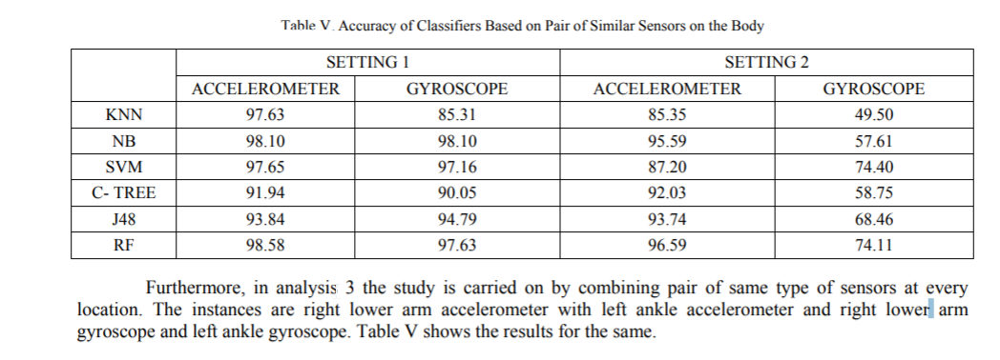 Table V. Accuracy of Classifiers Based on Pair of Similar Sensors on the Body
SETTING 1 SETTING 2
ACCELEROMETER GYROSCOPE ACCELEROMETER GYROSCOPE
KNN 97.63 85.31 85.35 49.50
NB 98.10 98.10 95.59 57.61
SVM 97.65 97.16 87.20 74.40
C- TREE 91.94 90.05 92.03 58.75
J48 93.84 94.79 93.74 68.46
RF 98.58 97.63 96.59 74.11
Furthermore, in analysis 3 the study is carried on by combining pair of same type of sensors at every
location. The instances are right lower arm accelerometer with left ankle accelerometer and right lower arm
gyroscope and left ankle gyroscope. Table V shows the results for the same.